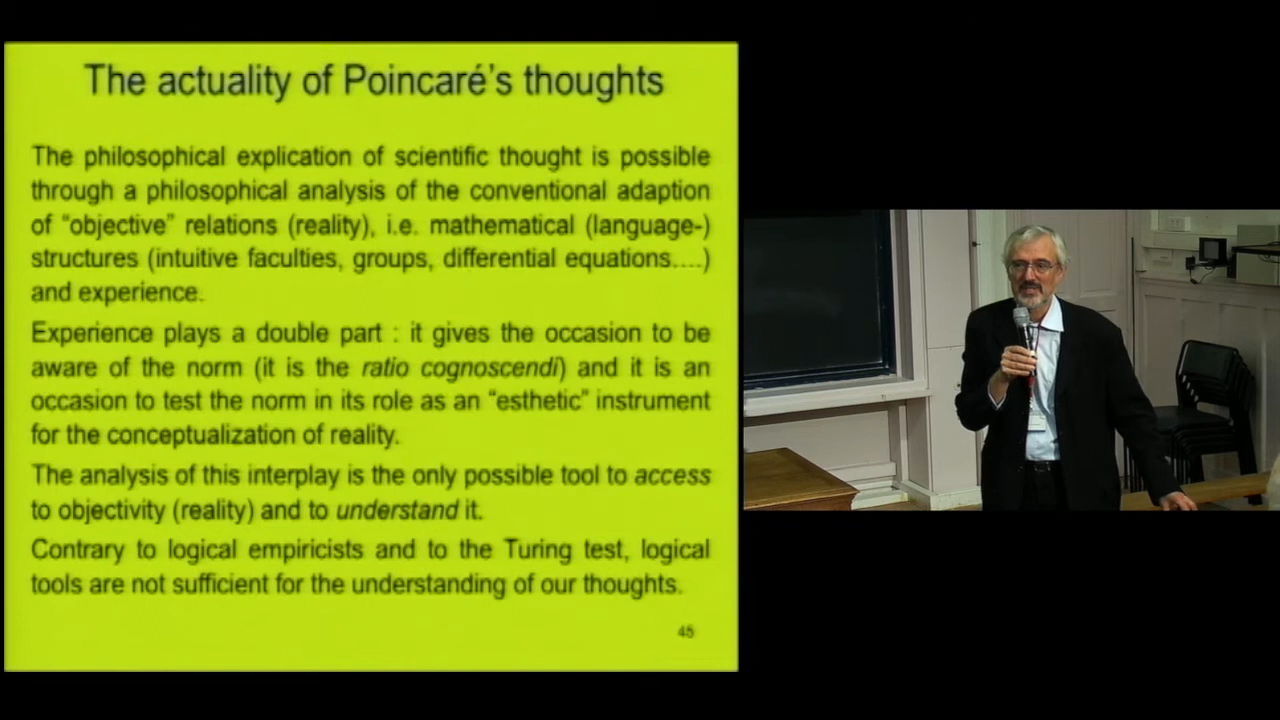 The actuality of Poincaré's thoughts
The philosophical explication of scientific thought is possible
through a philosophical analysis of the conventional adaption
of “objective” relations (reality), i.e. mathematical (language-)
structures (intuitive faculties, groups, differential equations….)
and experience.
Experience plays a double part : it gives the occasion to be
aware of the norm (it is the ratio cognoscendi) and it is an
occasion to test the norm in its role as an “esthetic” instrument
for the conceptualization of reality.
The analysis of this interplay is the only possible tool to access
to objectivity (reality) and to understand it.
Contrary to logical empiricists and to the Turing test, logical
tools are not sufficient for the understanding of our thoughts.
45